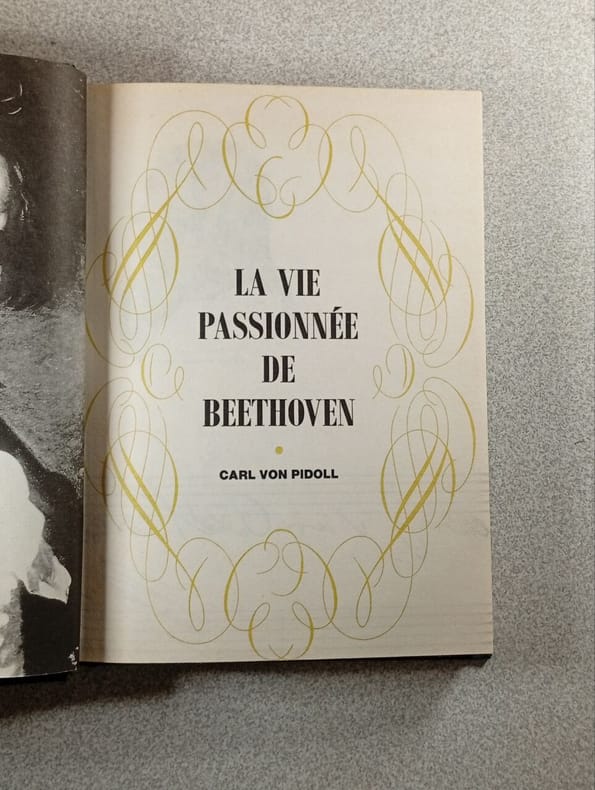 LA VIE
PASSIONNÉE
DE
BEETHOVEN
CARL VON PIDOLL